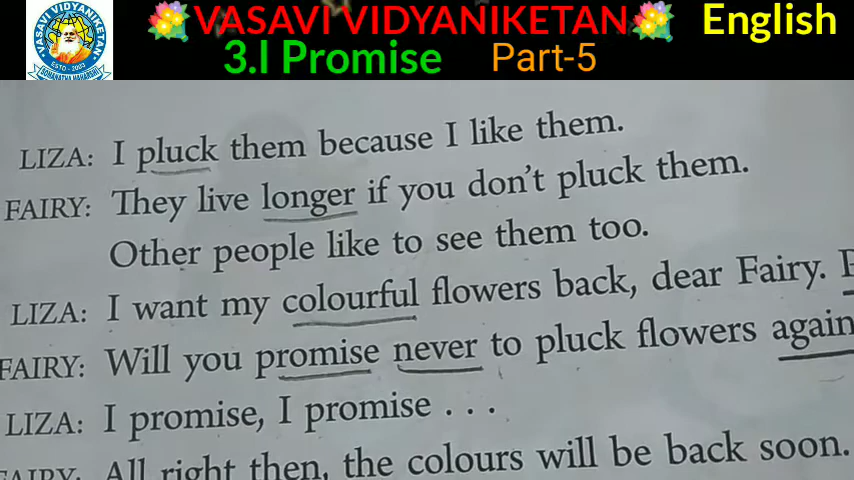 VASAVI VIDYANIKETAN English
3.I Promise Part-5
VASAVI VIDYANIKETAN
ESTD - 2003
LIZA: I pluck them because I like them.
FAIRY: They live longer if you don't pluck them.
Other people like to see them too.
LIZA: I want my colourful flowers back, dear Fairy.
FAIRY: Will you promise never to pluck flowers again
LIZA: I promise, I promise . . .
FAIRY: All right then, the colours will be back soon.